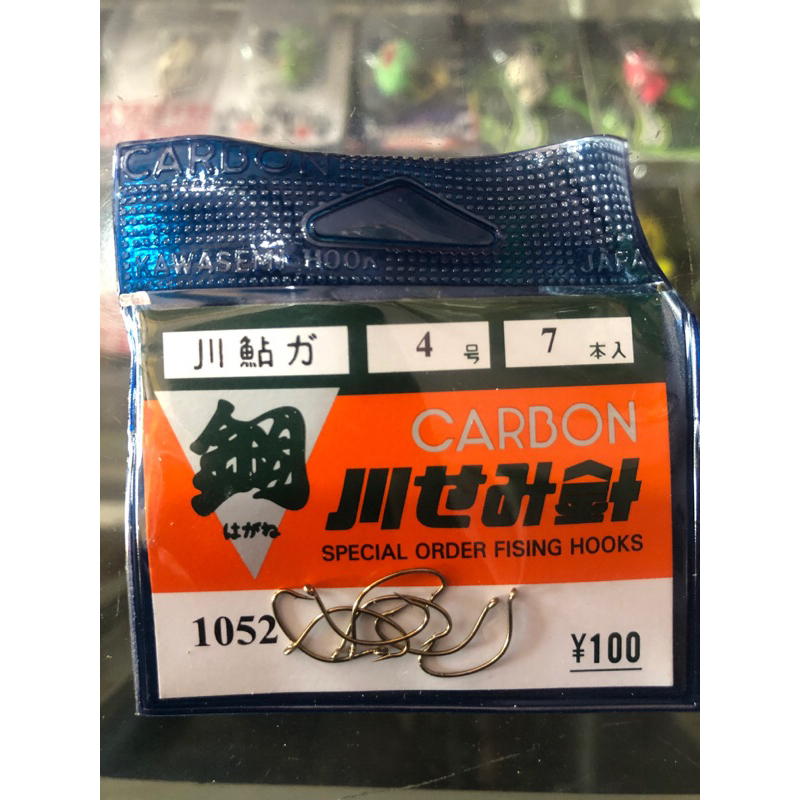 CARBON
KAWASEMI HOOK JAPA
川鮎ガ 4号 7本入
鋼
はがね
CARBON
川せみ針
SPECIAL ORDER FISING HOOKS
1052
¥100